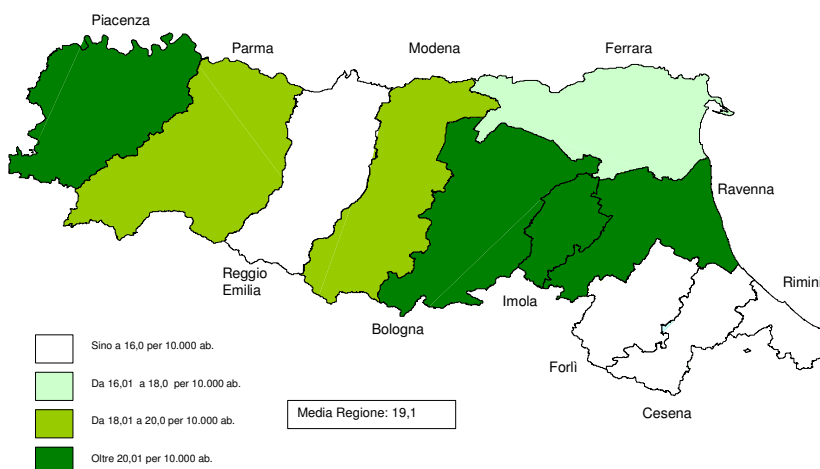 Piacenza
Parma
Modena
Ferrara
Ravenna
Rimini
Reggio
Emilia
Imola
Bologna
Forlì
Cesena
Sino a 16,0 per 10.000 ab.
Da 16,01 a 18,0 per 10.000 ab.
Da 18,01 a 20,0 per 10.000 ab.
Oltre 20,01 per 10.000 ab.
Media Regione: 19,1